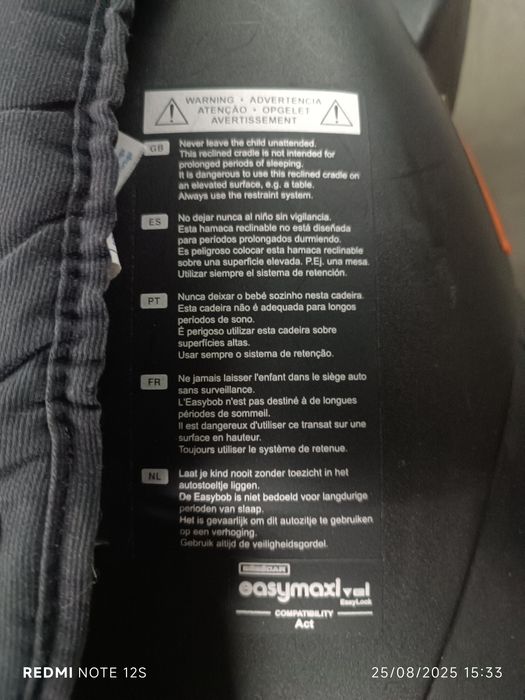 WARNING • ADVERTENCIA
ATENÇÃO • OPGELET
AVERTISSEMENT
GB
Never leave the child unattended.
This reclined cradle is not intended for
prolonged periods of sleeping.
It is dangerous to use this reclined cradle on
an elevated surface, e.g. a table.
Always use the restraint system.
ES
No dejar nunca al niño sin vigilancia.
Esta hamaca reclinable no está diseñada
para períodos prolongados durmiendo.
Es peligroso colocar esta hamaca reclinable
sobre una superficie elevada. P.Ej. una mesa.
Utilizar siempre el sistema de retención.
PT
Nunca deixar o bebé sozinho nesta cadeira.
Esta cadeira não é adequada para longos
períodos de sono.
É perigoso utilizar esta cadeira sobre
superfícies altas.
Usar sempre o sistema de retenção.
FR
Ne jamais laisser l'enfant dans le siège auto
sans surveillance.
L'Easybob n'est pas destiné à de longues
périodes de sommeil.
Il est dangereux d'utiliser ce transat sur une
surface en hauteur.
Toujours utiliser le système de retenue.
NL
Laat je kind nooit zonder toezicht in het
autostoeltje liggen.
De Easybob is niet bedoeld voor langdurige
perioden van slaap.
Het is gevaarlijk om dit autozitje te gebruiken
op een verhoging.
Gebruik altijd de veiligheidsgordel.
BÉBÉCAR
easymaxi
EasyLock
COMPATIBILITY
Act
REDMI NOTE 12S
25/08/2025 15:33